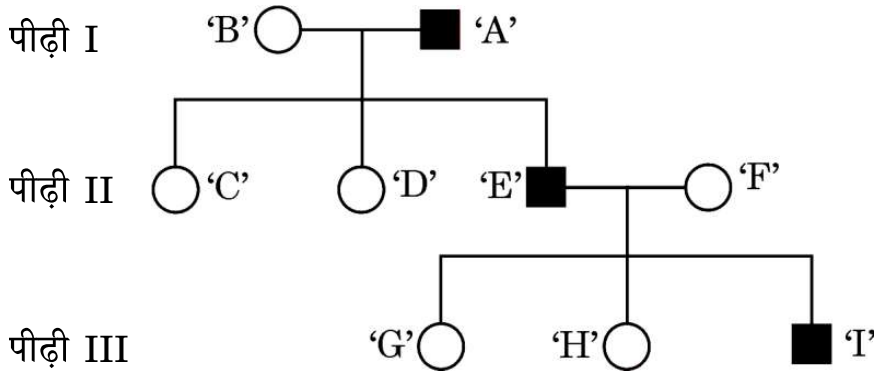 पीढ़ी I 'B' 'A'
पीढ़ी II 'C' 'D' 'E' 'F'
पीढ़ी III 'G' 'H' 'I'